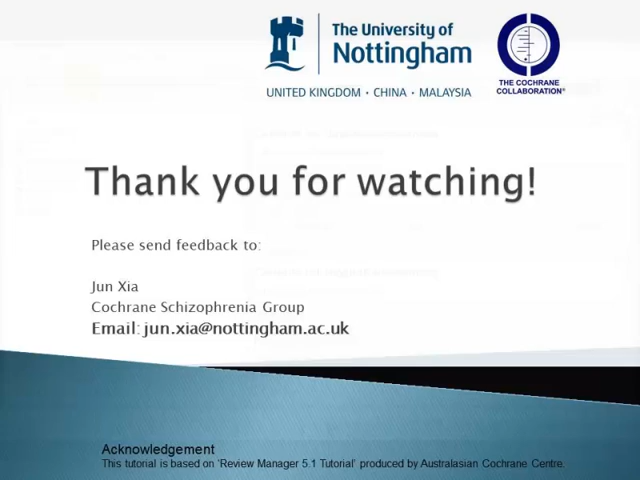 The University of
Nottingham
UNITED KINGDOM · CHINA · MALAYSIA
THE COCHRANE
COLLABORATION®
Thank you for watching!
Please send feedback to:
Jun Xia
Cochrane Schizophrenia Group
Email: jun.xia@nottingham.ac.uk
Acknowledgement
This tutorial is based on 'Review Manager 5.1 Tutorial' produced by Australasian Cochrane Centre.